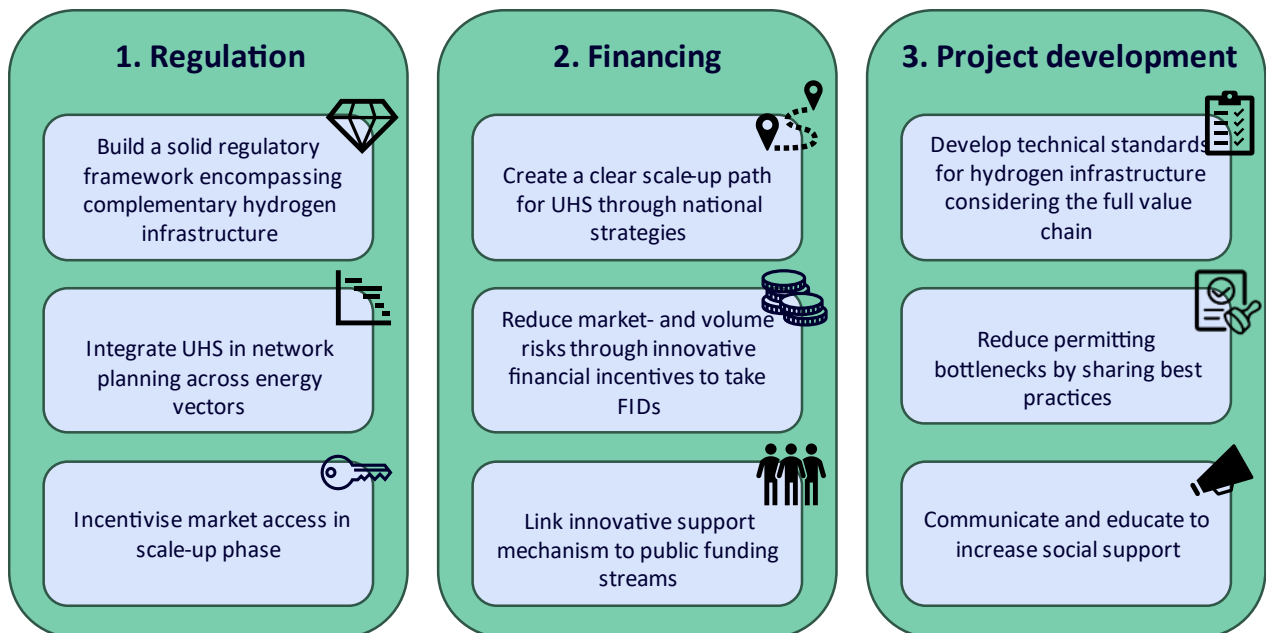 1. Regulation
Build a solid regulatory
framework encompassing
complementary hydrogen
infrastructure
Integrate UHS in network
planning across energy
vectors
Incentivise market access in
scale-up phase
2. Financing
Create a clear scale-up path
for UHS through national
strategies
Reduce market- and volume
risks through innovative
financial incentives to take
FIDs
Link innovative support
mechanism to public funding
streams
3. Project development
Develop technical standards
for hydrogen infrastructure
considering the full value
chain
Reduce permitting
bottlenecks by sharing best
practices
Communicate and educate to
increase social support